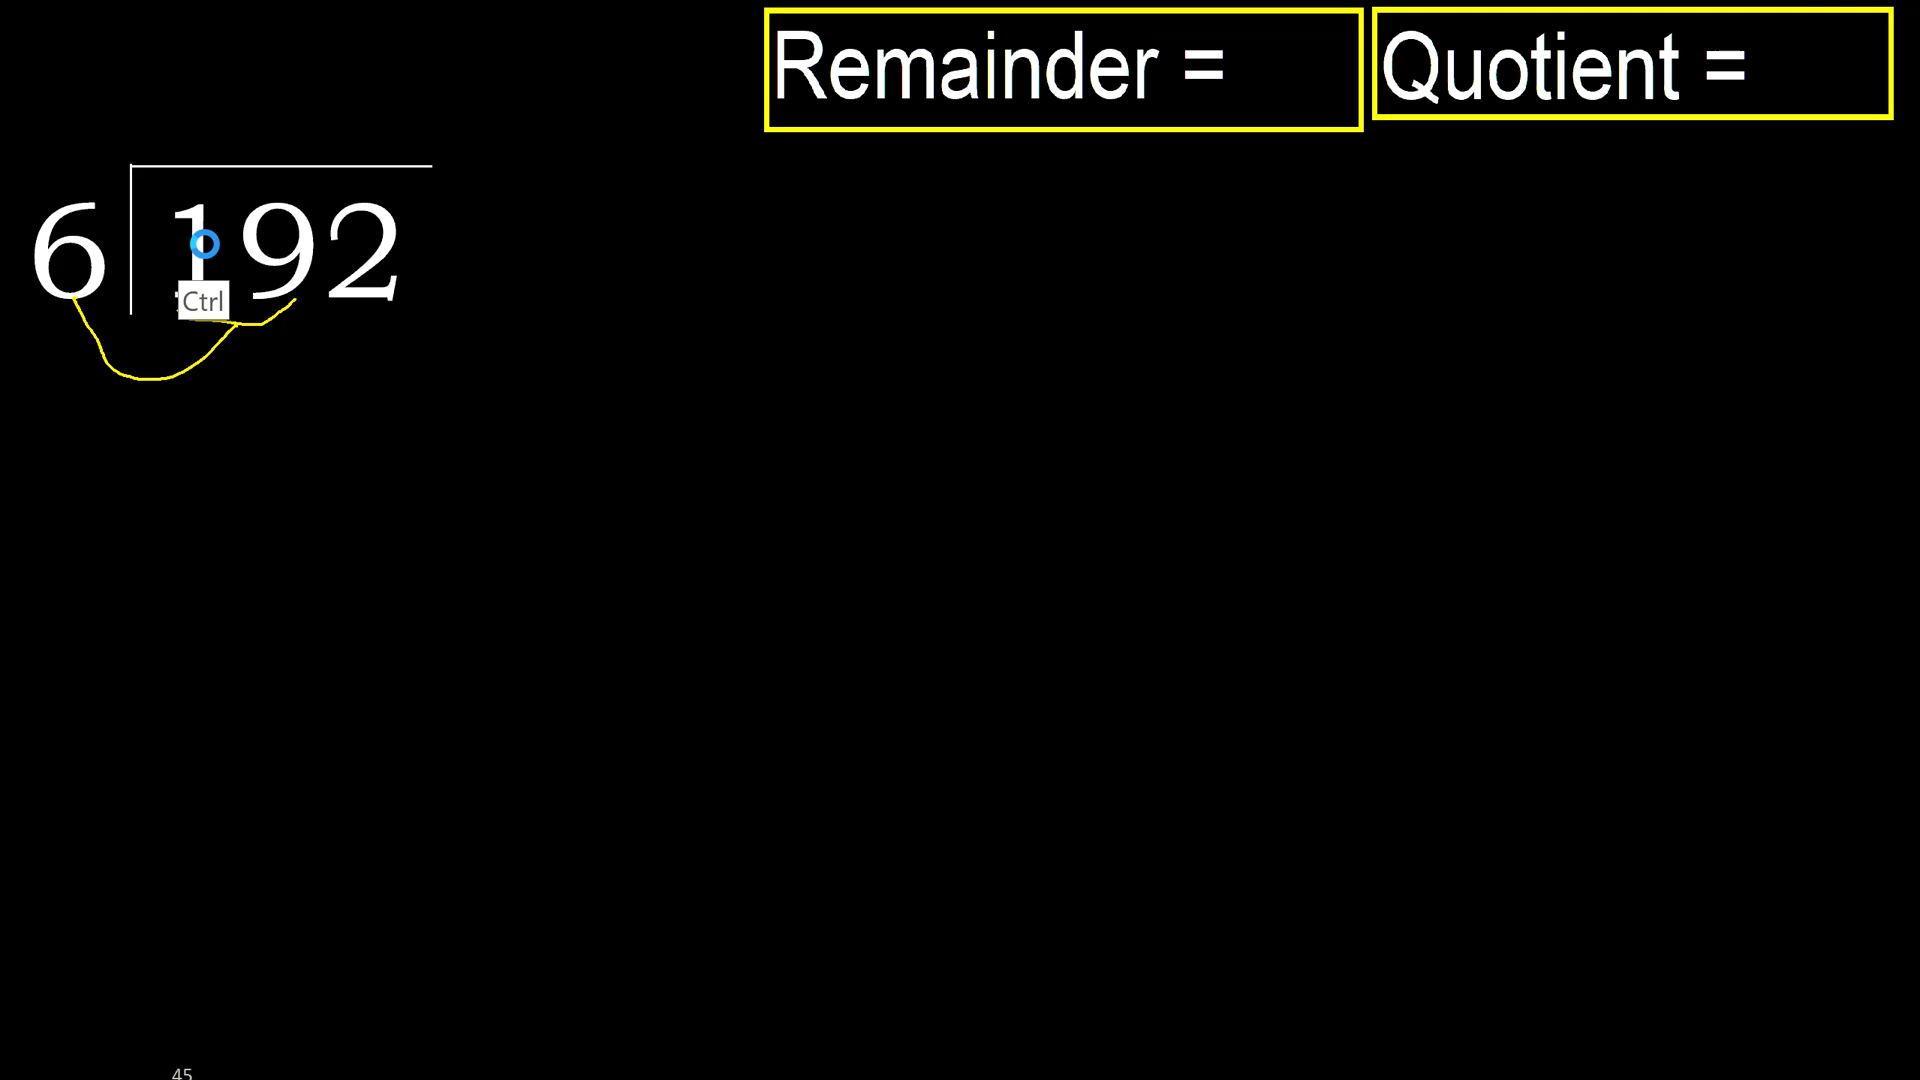 Remainder = Quotient =
6 192
Ctrl
45